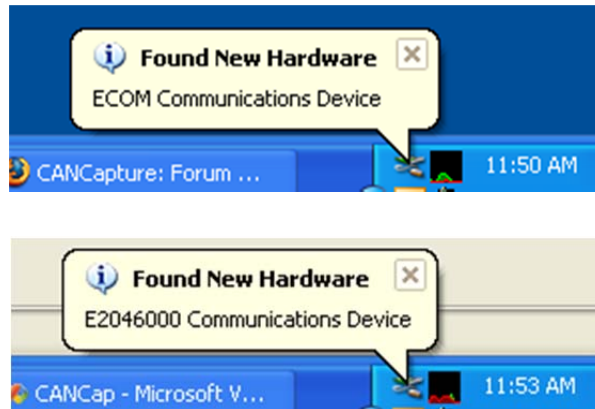 Found New Hardware
ECOM Communications Device
CANCapture: Forum ...
11:50 AM
Found New Hardware
E2046000 Communications Device
CANCap - Microsoft V...
11:53 AM